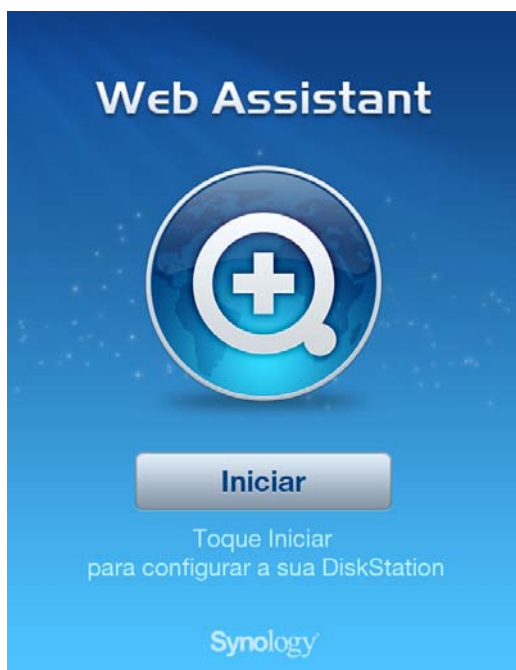 Web Assistant
Iniciar
Toque Iniciar
para configurar a sua DiskStation
Synology